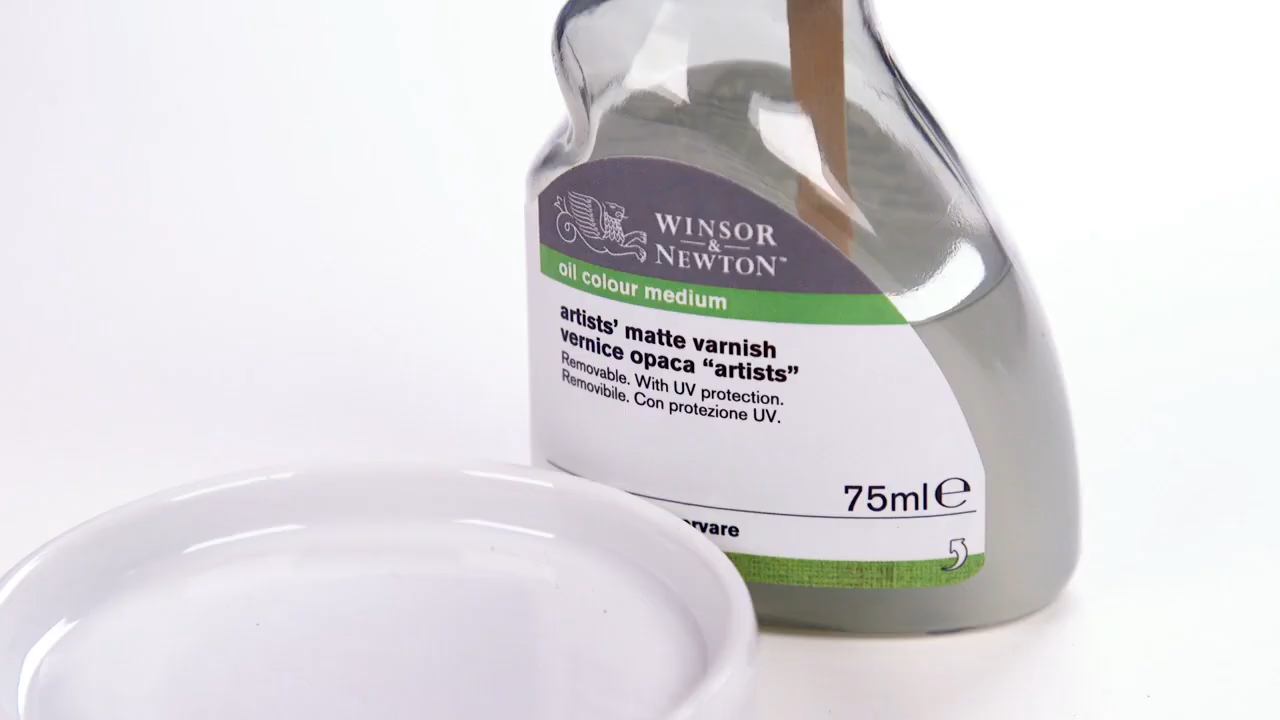 WINSOR
&
NEWTON™
oil colour medium
artists’ matte varnish
vernice opaca “artists”
Removable. With UV protection.
Removibile. Con protezione UV.
75ml℮